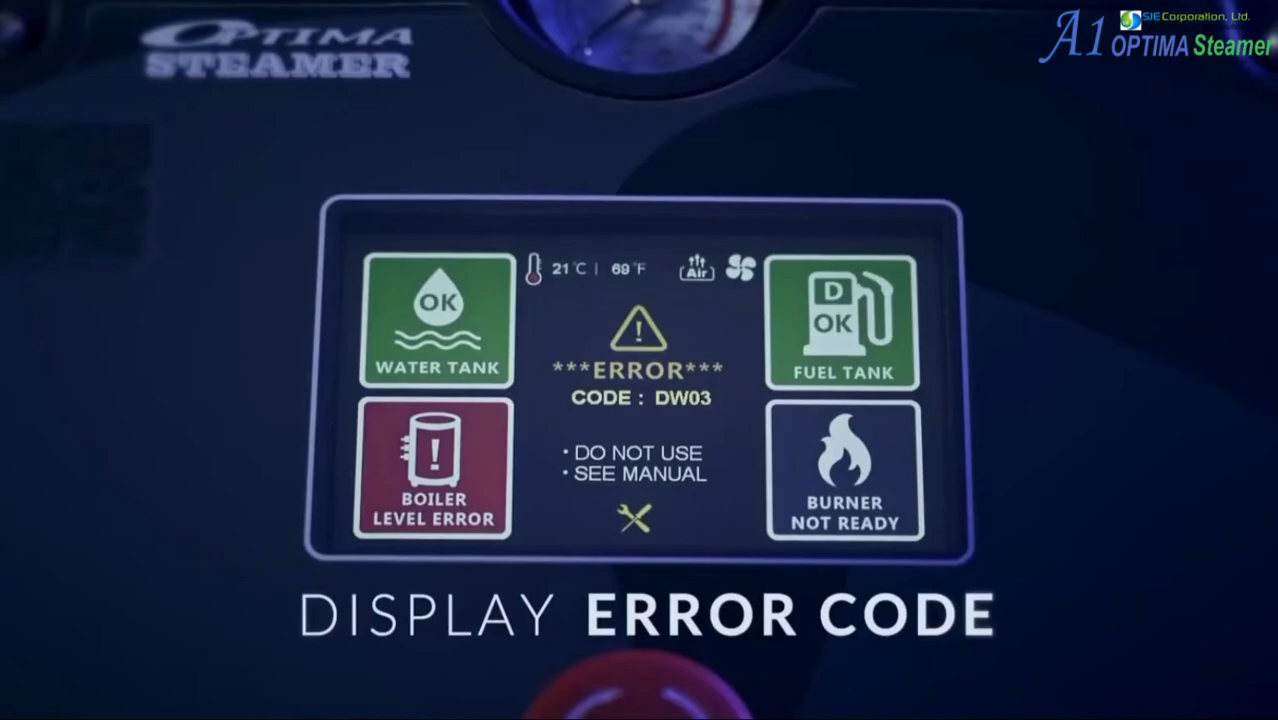 SJE Corporation, Ltd.
A1 OPTIMA Steamer
OPTIMA
STEAMER
21°C | 69°F
Air
OK
WATER TANK
D
OK
FUEL TANK
!
***ERROR***
CODE : DW03
• DO NOT USE
• SEE MANUAL
!
BOILER
LEVEL ERROR
BURNER
NOT READY
DISPLAY ERROR CODE